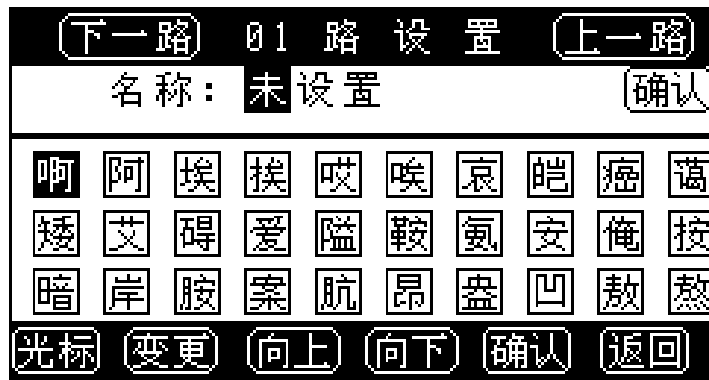 下一路 01 路 设 置 上一路
名称：未设置 确认
啊 阿 埃 挨 哎 唉 哀 皑 癌 蔼
矮 艾 碍 爱 隘 鞍 氨 安 俺 按
暗 岸 胺 案 肮 昂 盎 凹 敖 熬
光标 变更 向上 向下 确认 返回